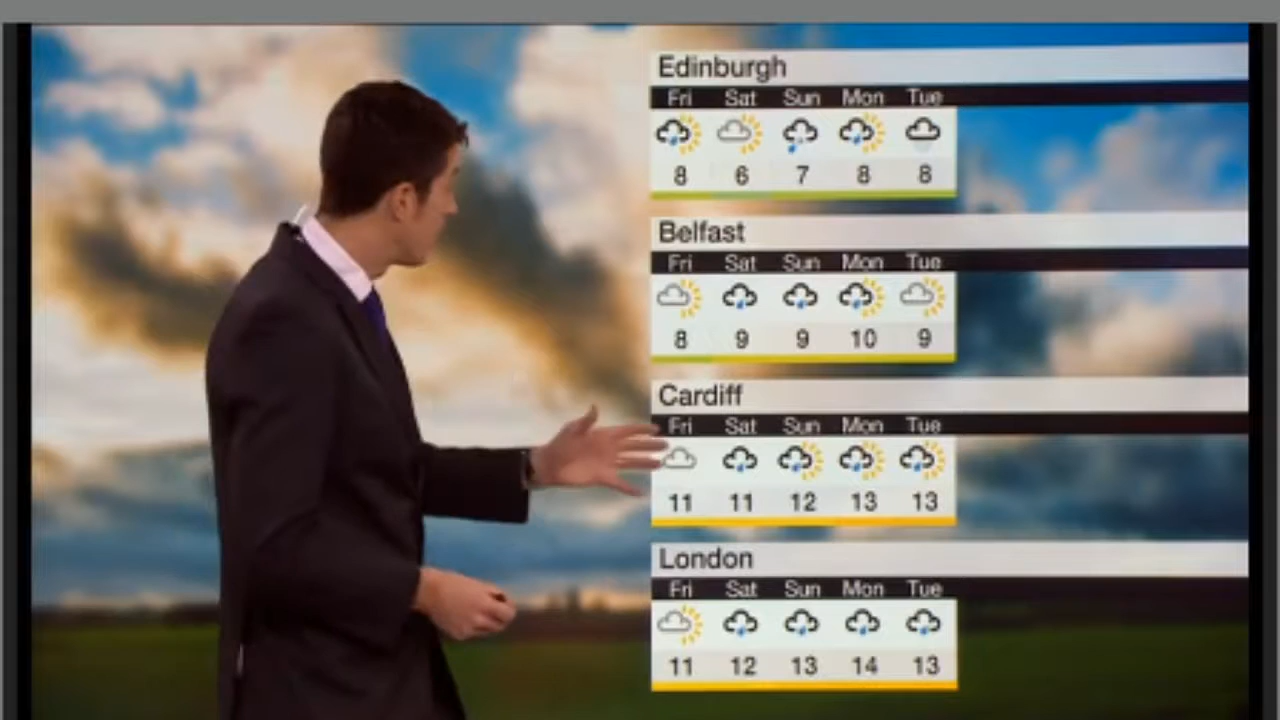 Edinburgh
Fri Sat Sun Mon Tue
8 6 7 8 8
Belfast
Fri Sat Sun Mon Tue
8 9 9 10 9
Cardiff
Fri Sat Sun Mon Tue
11 11 12 13 13
London
Fri Sat Sun Mon Tue
11 12 13 14 13